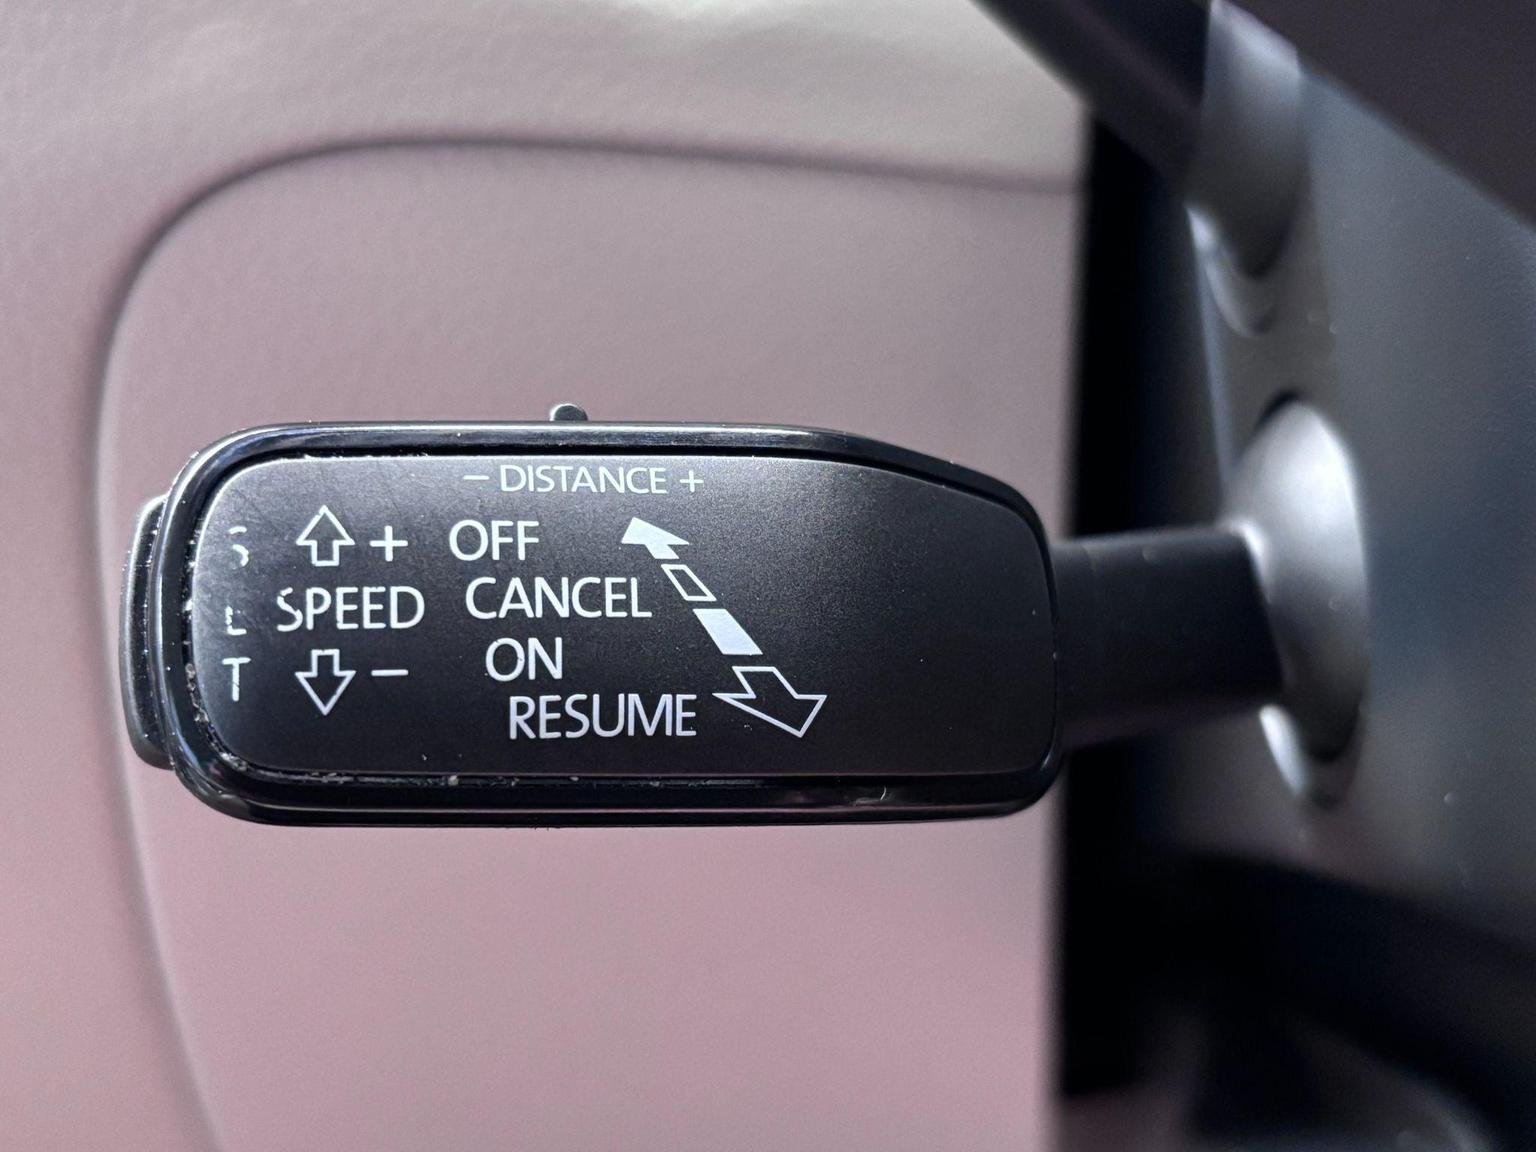 – DISTANCE +
S + OFF
L SPEED CANCEL
T – ON
RESUME